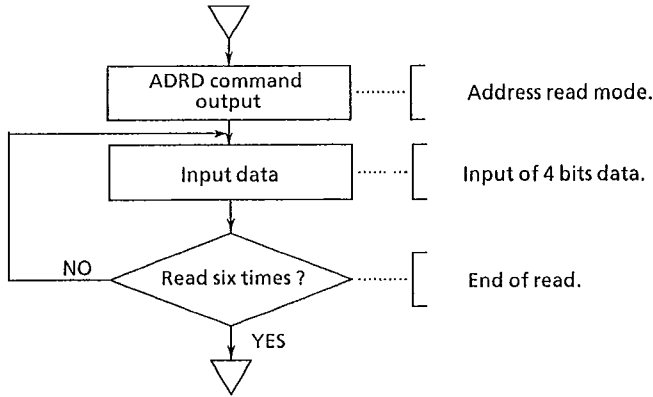 ADRD command
output
Address read mode.
Input data
Input of 4 bits data.
NO
Read six times ?
End of read.
YES